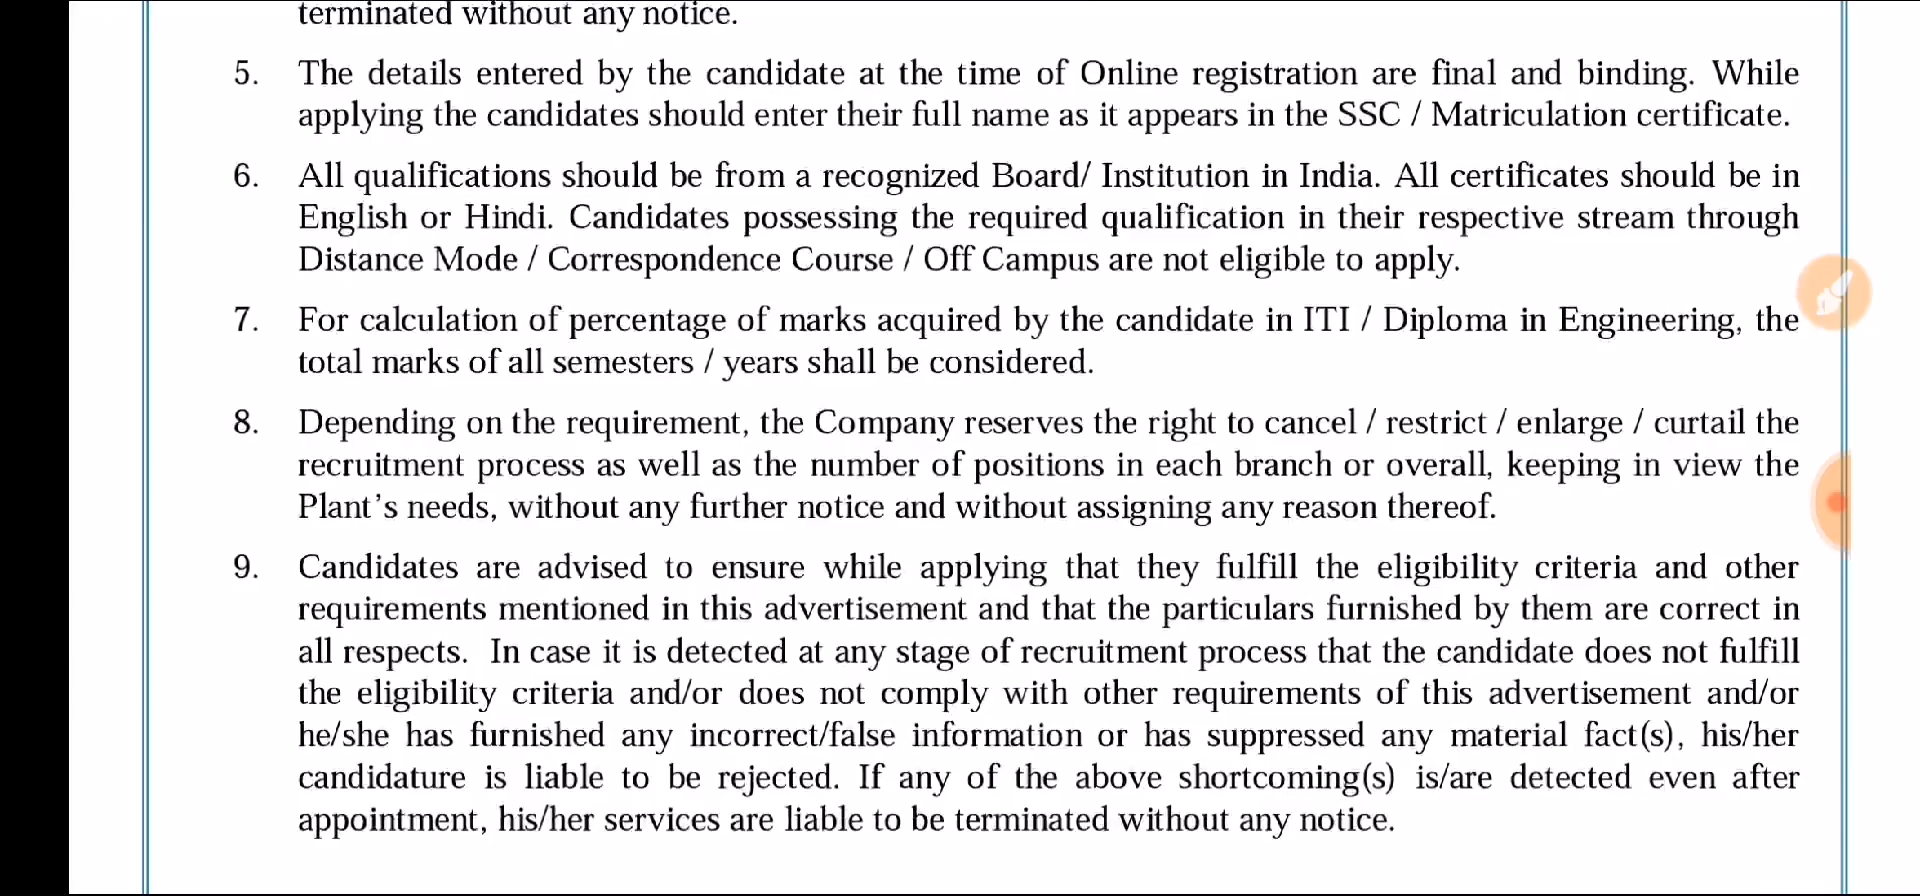 terminated without any notice.
5. The details entered by the candidate at the time of Online registration are final and binding. While
applying the candidates should enter their full name as it appears in the SSC / Matriculation certificate.
6. All qualifications should be from a recognized Board/ Institution in India. All certificates should be in
English or Hindi. Candidates possessing the required qualification in their respective stream through
Distance Mode / Correspondence Course / Off Campus are not eligible to apply.
7. For calculation of percentage of marks acquired by the candidate in ITI / Diploma in Engineering, the
total marks of all semesters / years shall be considered.
8. Depending on the requirement, the Company reserves the right to cancel / restrict / enlarge / curtail the
recruitment process as well as the number of positions in each branch or overall, keeping in view the
Plant’s needs, without any further notice and without assigning any reason thereof.
9. Candidates are advised to ensure while applying that they fulfill the eligibility criteria and other
requirements mentioned in this advertisement and that the particulars furnished by them are correct in
all respects. In case it is detected at any stage of recruitment process that the candidate does not fulfill
the eligibility criteria and/or does not comply with other requirements of this advertisement and/or
he/she has furnished any incorrect/false information or has suppressed any material fact(s), his/her
candidature is liable to be rejected. If any of the above shortcoming(s) is/are detected even after
appointment, his/her services are liable to be terminated without any notice.